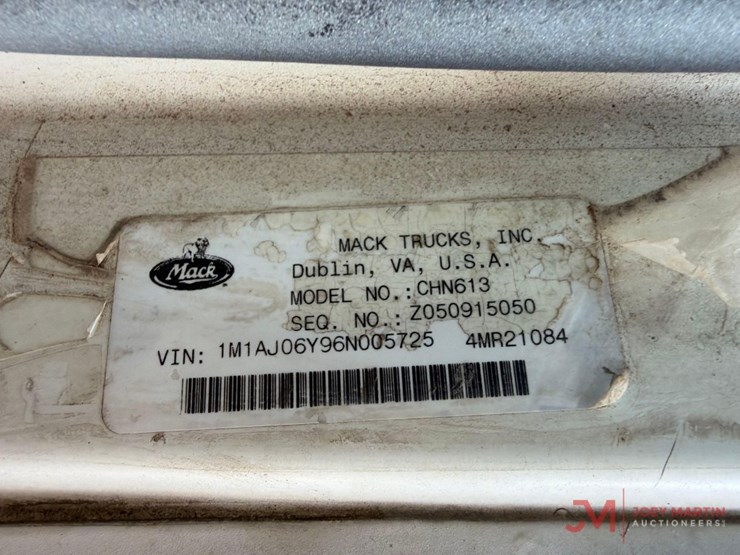 Mack
MACK TRUCKS, INC.
Dublin, VA, U.S.A.
MODEL NO.: CHN613
SEQ. NO.: Z050915050
VIN: 1M1AJ06Y96N005725 4MR21084
JM JOEY MARTIN
AUCTIONEERS